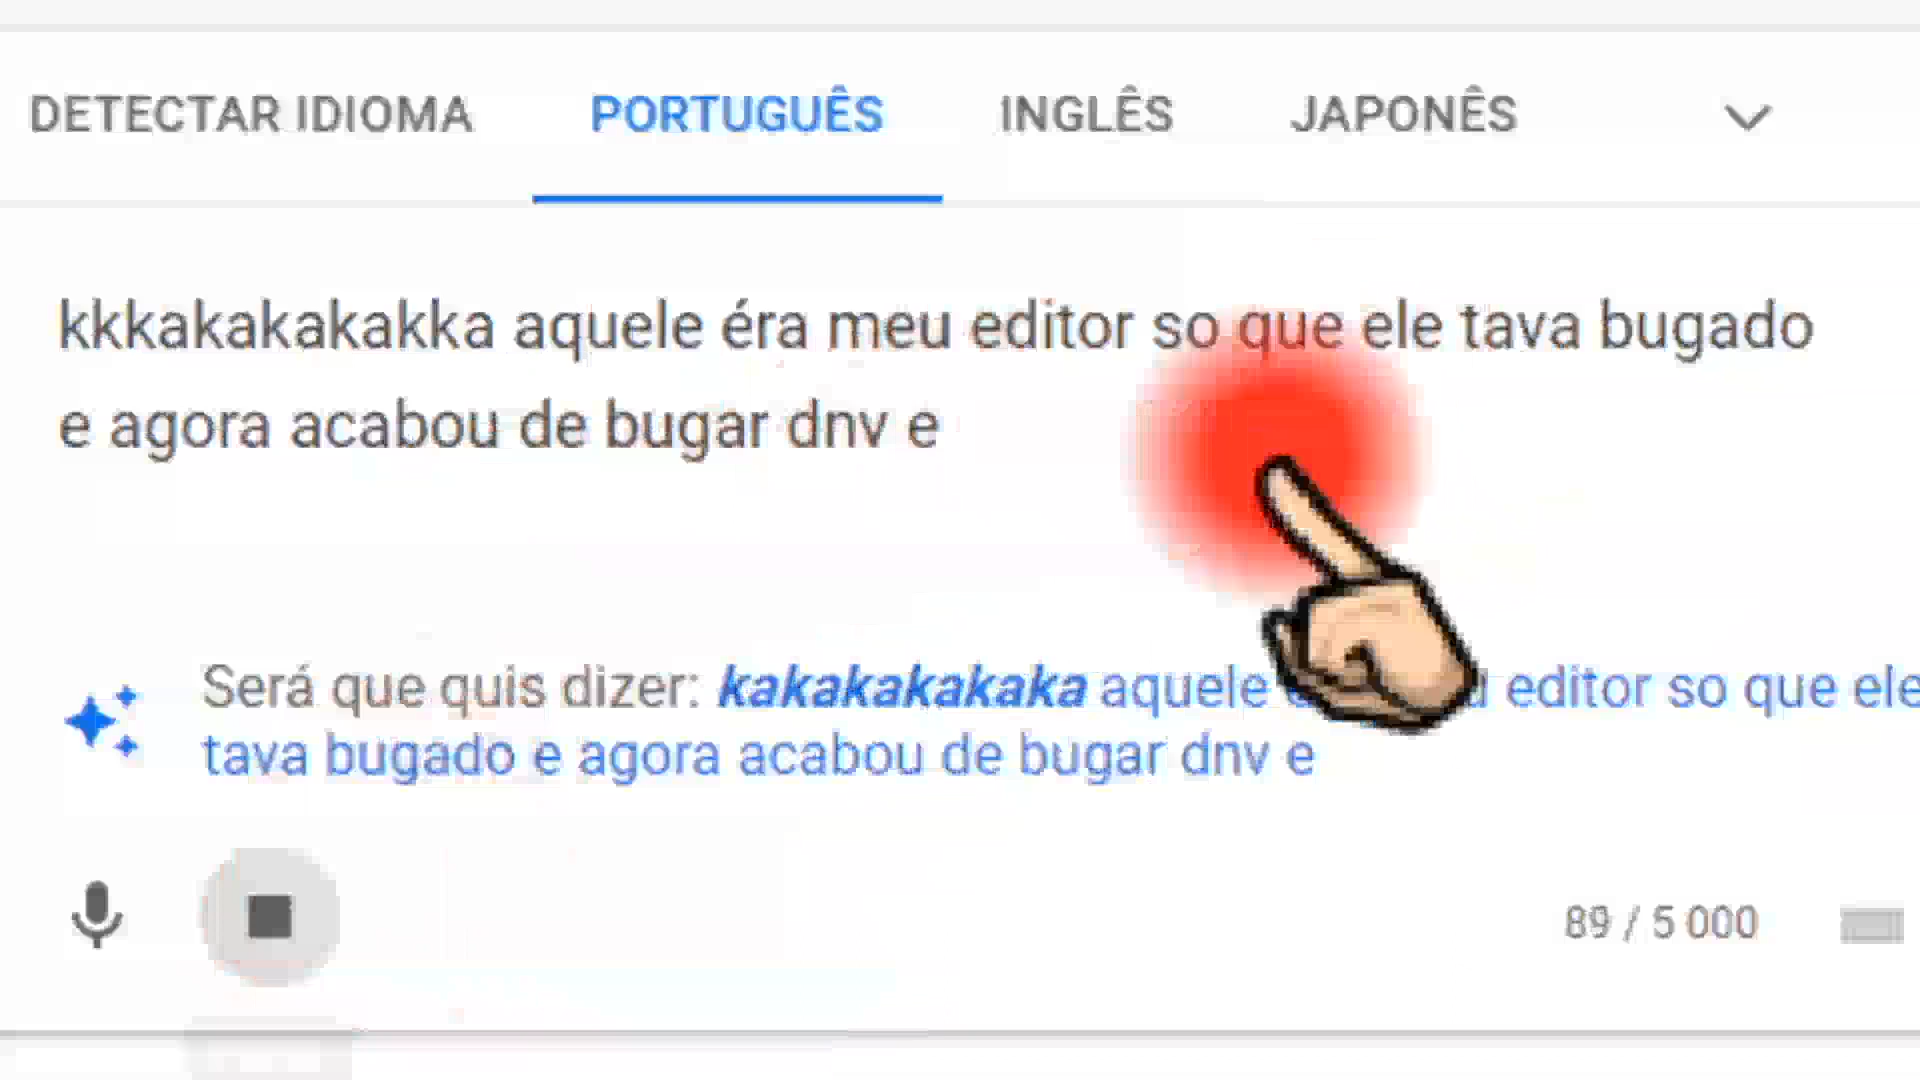 DETECTAR IDIOMA PORTUGUÊS INGLÊS JAPONÊS
kkkakakakakka aquele éra meu editor so que ele tava bugado
e agora acabou de bugar dnv e
Será que quis dizer: kakakakakaka aquele editor so que ele
tava bugado e agora acabou de bugar dnv e
89 / 5 000